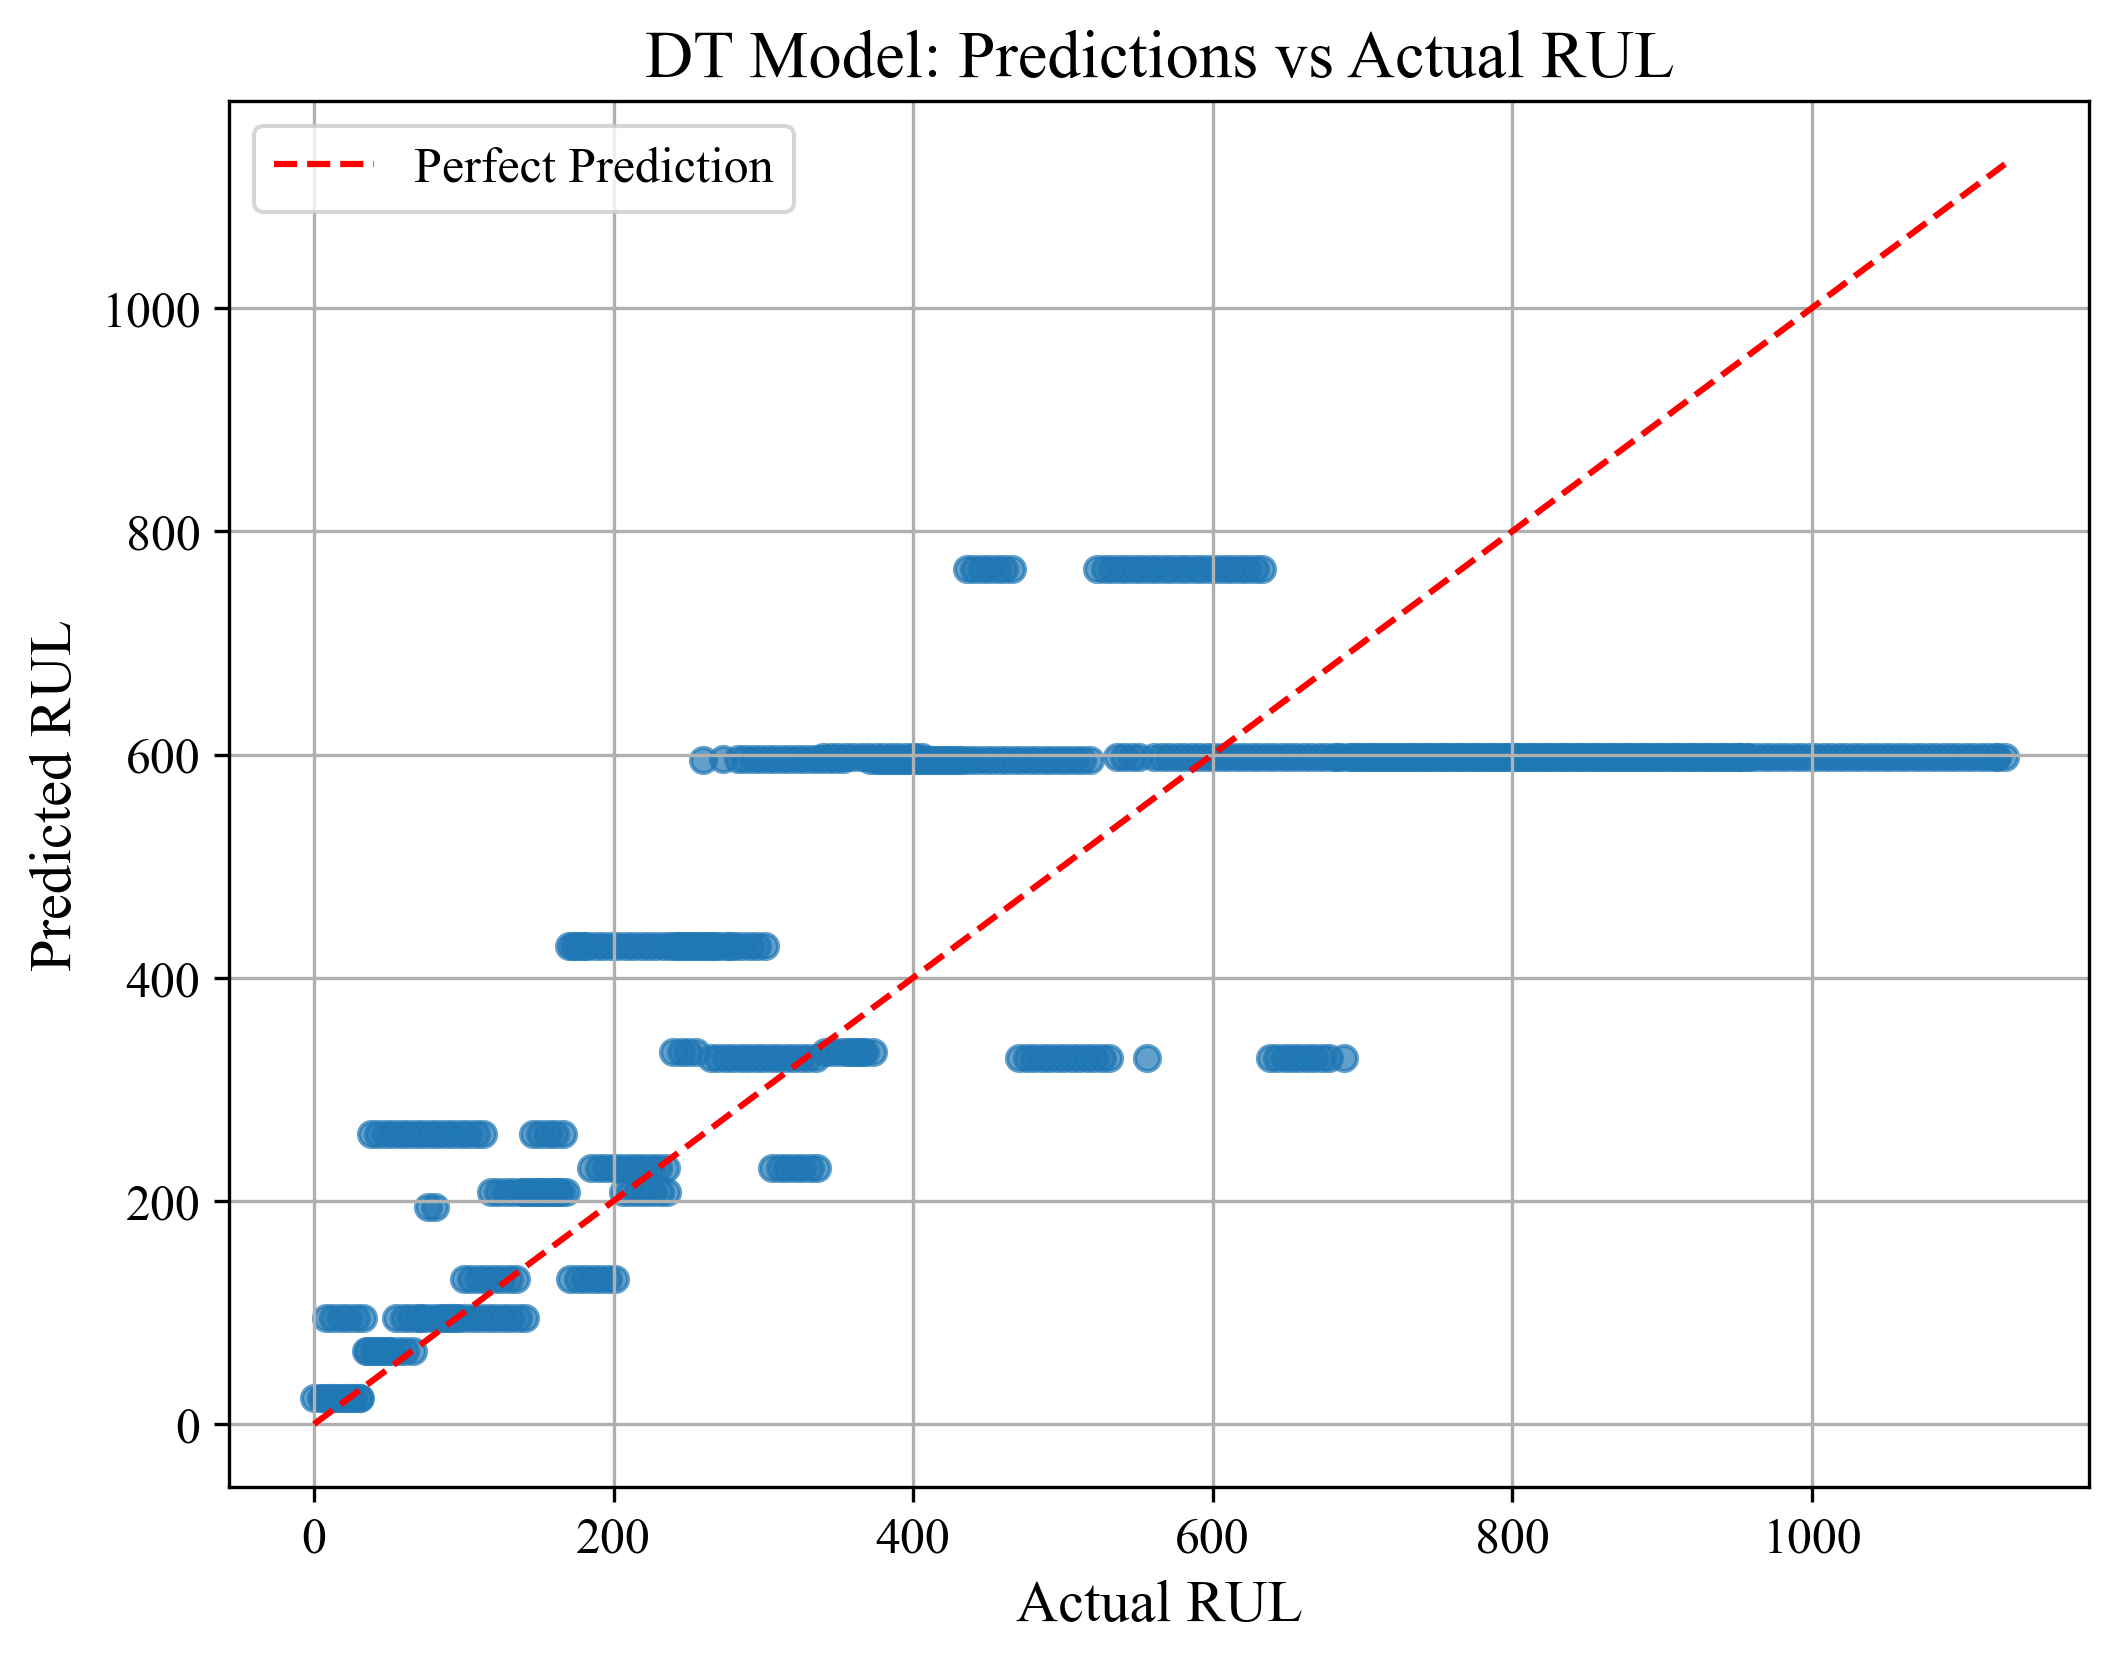 DT Model: Predictions vs Actual RUL
Perfect Prediction
Predicted RUL
1000
800
600
400
200
0
0 200 400 600 800 1000
Actual RUL